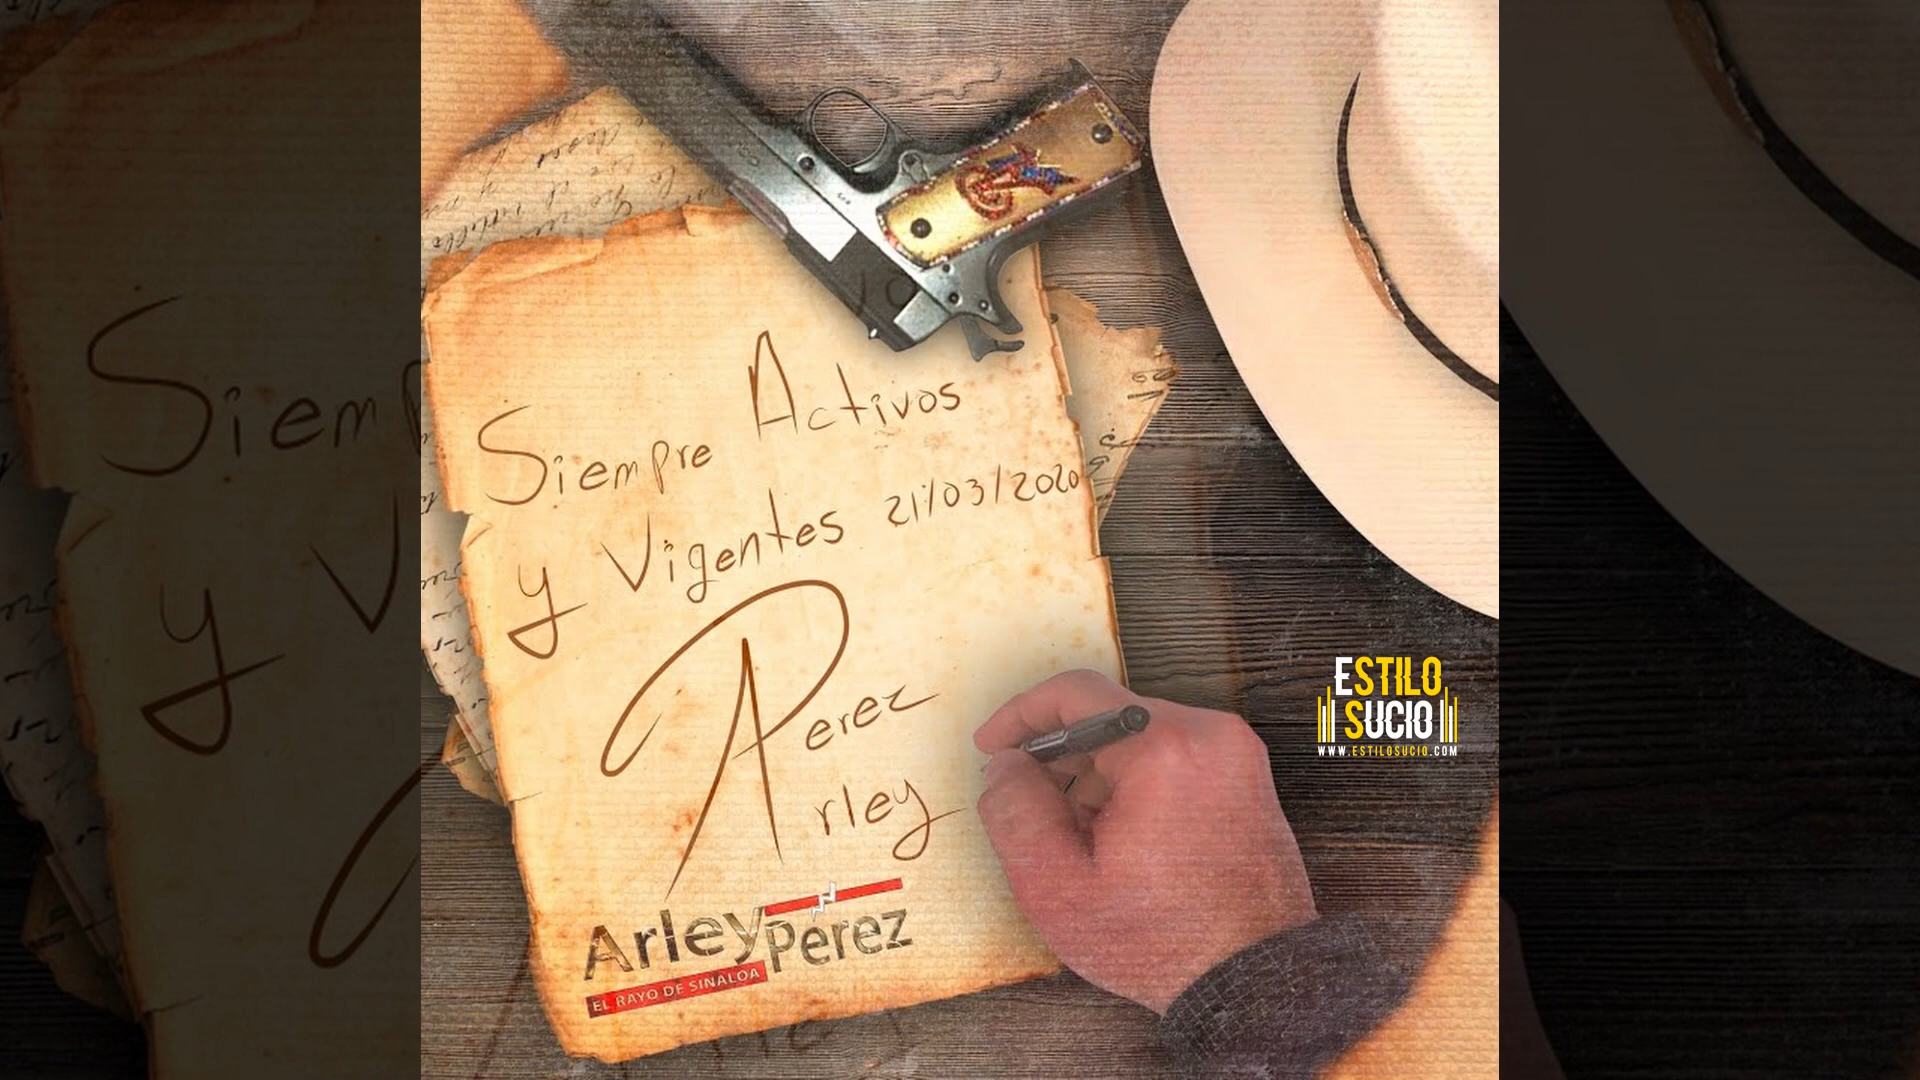 Siempre Activos
y Vigentes 21/03/2020
Perez
Arley
Arley Pérez
EL RAYO DE SINALOA
ESTILO
SUCIO
WWW.ESTILOSUCIO.COM